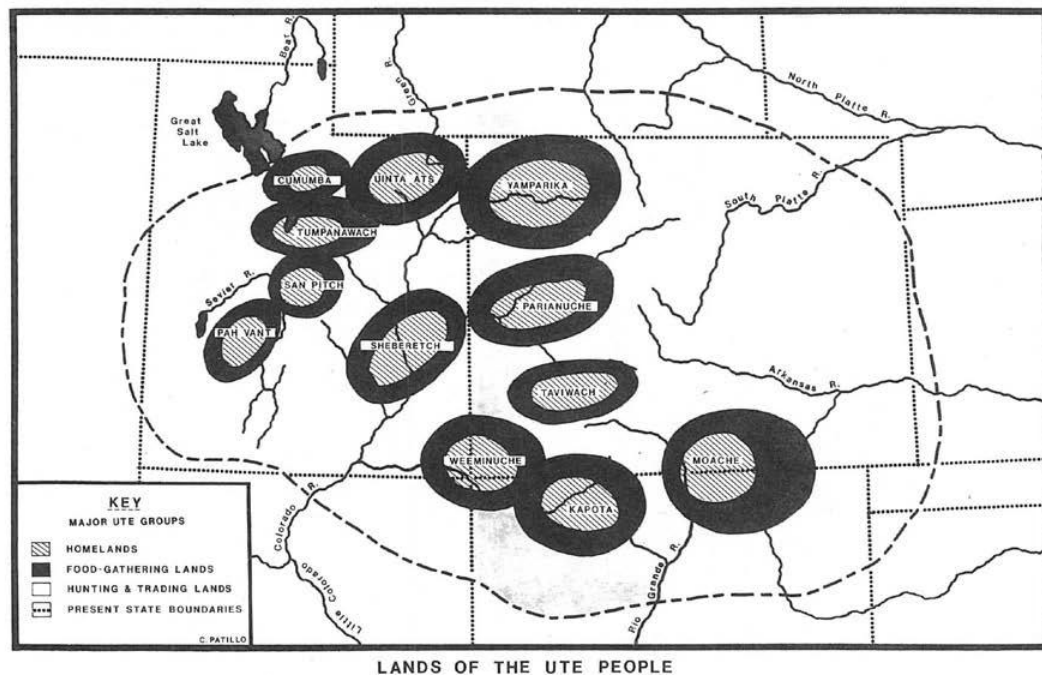 Bear R.
Green R.
North Platte R.
Great
Salt
Lake
CUMUMBA
UINTA ATS
YAMPARIKA
South Platte R.
TUMPANAWACH
Sevier R.
SAN PITCH
PARIANUCHE
PAH VANT
SHEBERETCH
TAVIWACH
Arkansas R.
WEEMINUCHE
MOACHE
KAPOTA
Colorado R.
Little Colorado
Rio Grande R.
KEY
MAJOR UTE GROUPS
HOMELANDS
FOOD-GATHERING LANDS
HUNTING & TRADING LANDS
PRESENT STATE BOUNDARIES
C. PATILLO
LANDS OF THE UTE PEOPLE